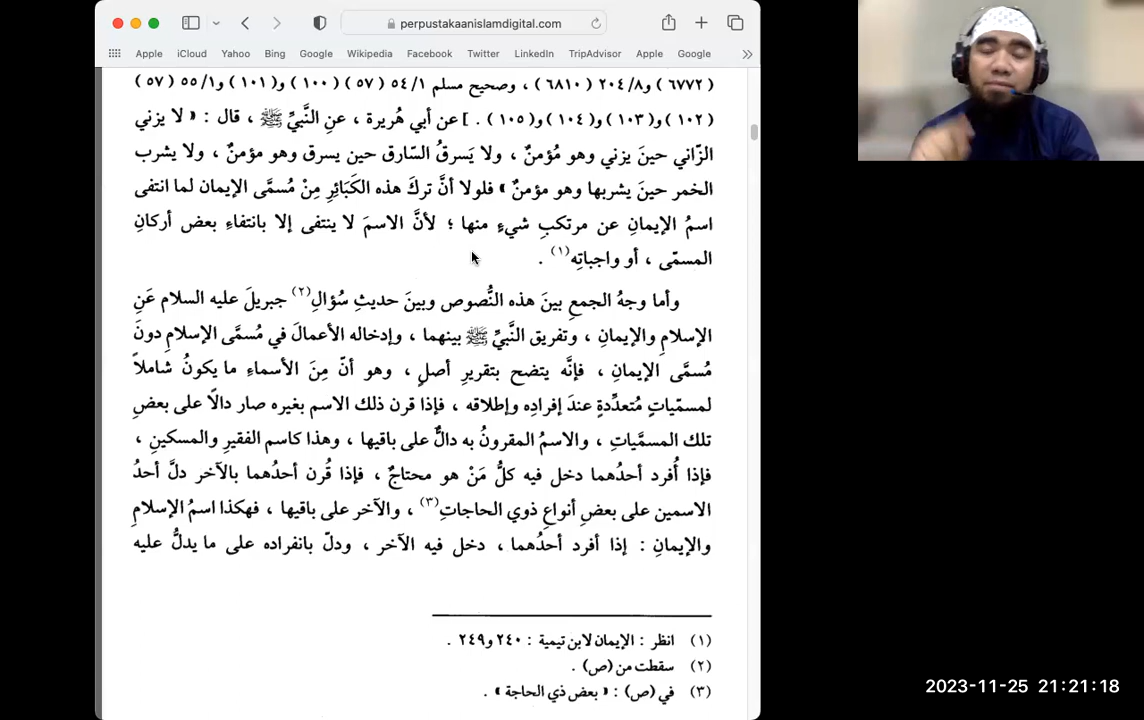 perpustakaanislamdigital.com
Apple iCloud Yahoo Bing Google Wikipedia Facebook Twitter LinkedIn TripAdvisor Apple Google
(٦٧٧٢) و٢٠٤/٨ (٦٨١٠) ، وصحيح مسلم ٥٤/١ (٥٧) (١٠٠) و(١٠١) و٥٥/١ (٥٧)
(١٠٢) و(١٠٣) و(١٠٤) و(١٠٥) . ] عن أبي هُريرة ، عنِ النَّبيِّ ﷺ ، قال : « لا يزني
الزّاني حينَ يزني وهو مُؤمنٌ ، ولا يَسرقُ السّارق حين يسرق وهو مؤمنٌ ، ولا يشرب
الخمر حينَ يشربها وهو مؤمنٌ » فلولا أنَّ تركَ هذه الكَبَائِرِ مِنْ مُسمَّى الإيمان لما انتفى
اسمُ الإيمانِ عن مرتكبِ شيءٍ منها ؛ لأنَّ الاسمَ لا ينتفى إلا بانتفاءِ بعض أركانِ
المسمّى ، أو واجباتِه(١) .
وأما وجهُ الجمعِ بينَ هذه النُّصوص وبينَ حديثِ سُؤالِ(٢) جبريلَ عليه السلام عَنِ
الإسلامِ والإيمانِ ، وتفريق النَّبيِّ ﷺ بينهما ، وإدخاله الأعمالَ في مُسمَّى الإسلامِ دونَ
مُسمَّى الإيمانِ ، فإنَّه يتضح بتقريرِ أصلٍ ، وهو أنّ مِنَ الأسماءِ ما يكونُ شاملاً
لمسمّياتٍ مُتعدِّدةٍ عندَ إفرادِه وإطلاقه ، فإذا قرن ذلك الاسم بغيره صار دالًا على بعضِ
تلك المسمَّياتِ ، والاسمُ المقرونُ به دالٌّ على باقيها ، وهذا كاسم الفقيرِ والمسكينِ ،
فإذا أُفرد أحدُهما دخل فيه كلُّ مَنْ هو محتاجٌ ، فإذا قُرن أحدُهما بالآخر دلَّ أحدُ
الاسمين على بعضِ أنواعِ ذوي الحاجاتِ(٣) ، والآخر على باقيها ، فهكذا اسمُ الإسلامِ
والإيمانِ : إذا أفرد أحدُهما ، دخل فيه الآخر ، ودلّ بانفراده على ما يدلُّ عليه
(١) انظر : الإيمان لابن تيمية : ٢٤٠ و٢٤٩ .
(٢) سقطت من (ص) .
(٣) في (ص) : « بعض ذي الحاجة » .
2023-11-25 21:21:18